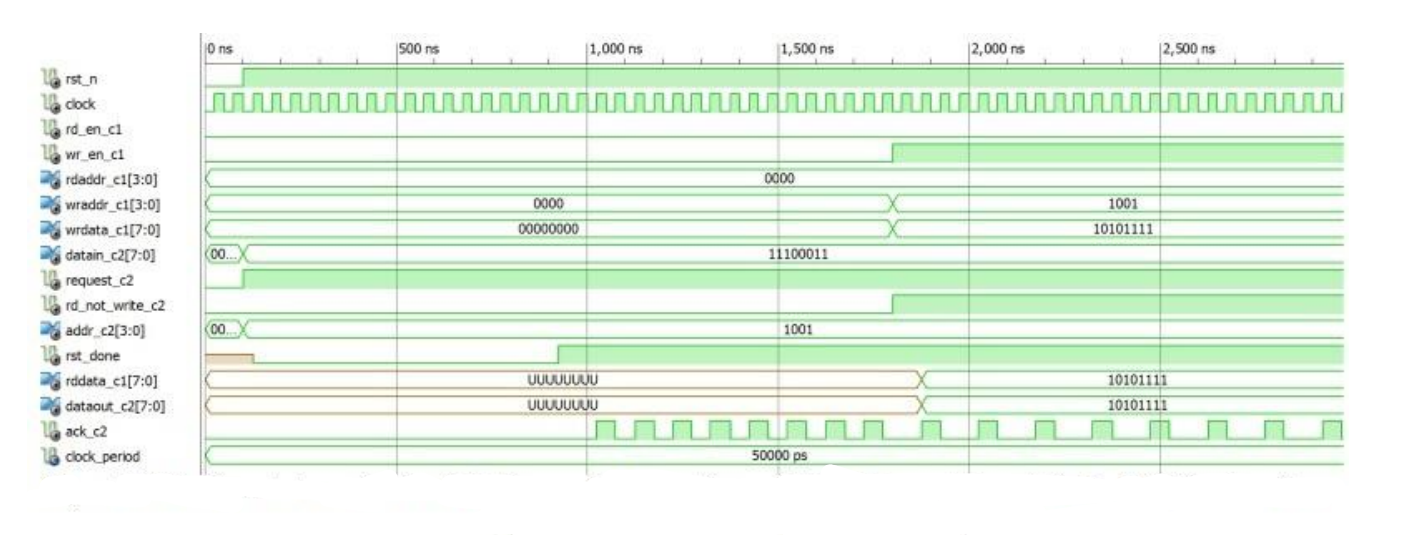 0 ns 500 ns 1,000 ns 1,500 ns 2,000 ns 2,500 ns
rst_n
clock
rd_en_c1
wr_en_c1
rdaddr_c1[3:0] 0000
wraddr_c1[3:0] 0000 1001
wrdata_c1[7:0] 00000000 10101111
datain_c2[7:0] 00... 11100011
request_c2
rd_not_write_c2
addr_c2[3:0] 00... 1001
rst_done
rddata_c1[7:0] UUUUUUUU 10101111
dataout_c2[7:0] UUUUUUUU 10101111
ack_c2
clock_period 50000 ps